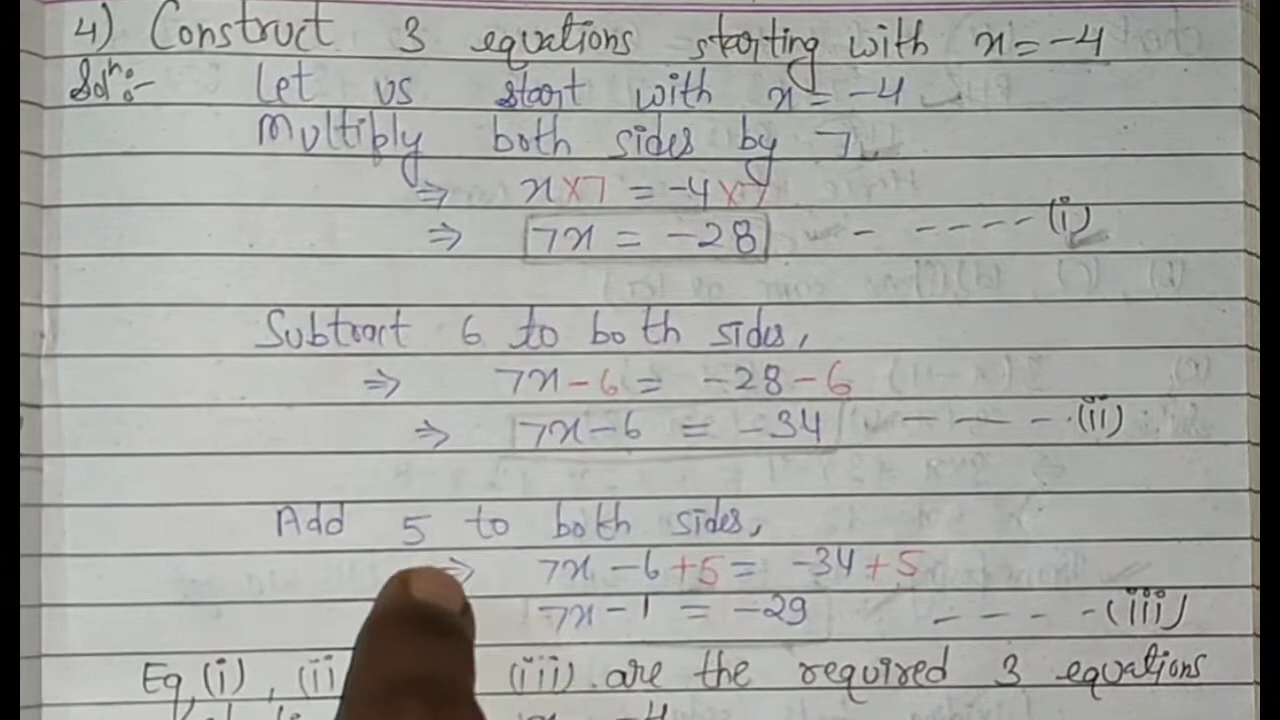 4) Construct 3 equations starting with x = -4
Solⁿ:- Let us start with x = -4
Multiply both sides by 7
⇒ x×7 = -4×7
⇒ 7x = -28 - ---- (i)
Subtract 6 to both sides,
⇒ 7x-6 = -28-6
⇒ 7x-6 = -34 - - - (ii)
Add 5 to both sides,
⇒ 7x-6+5 = -34+5
7x-1 = -29 - - - -(iii)
Eq (i), (ii (iii) are the required 3 equations
x -4